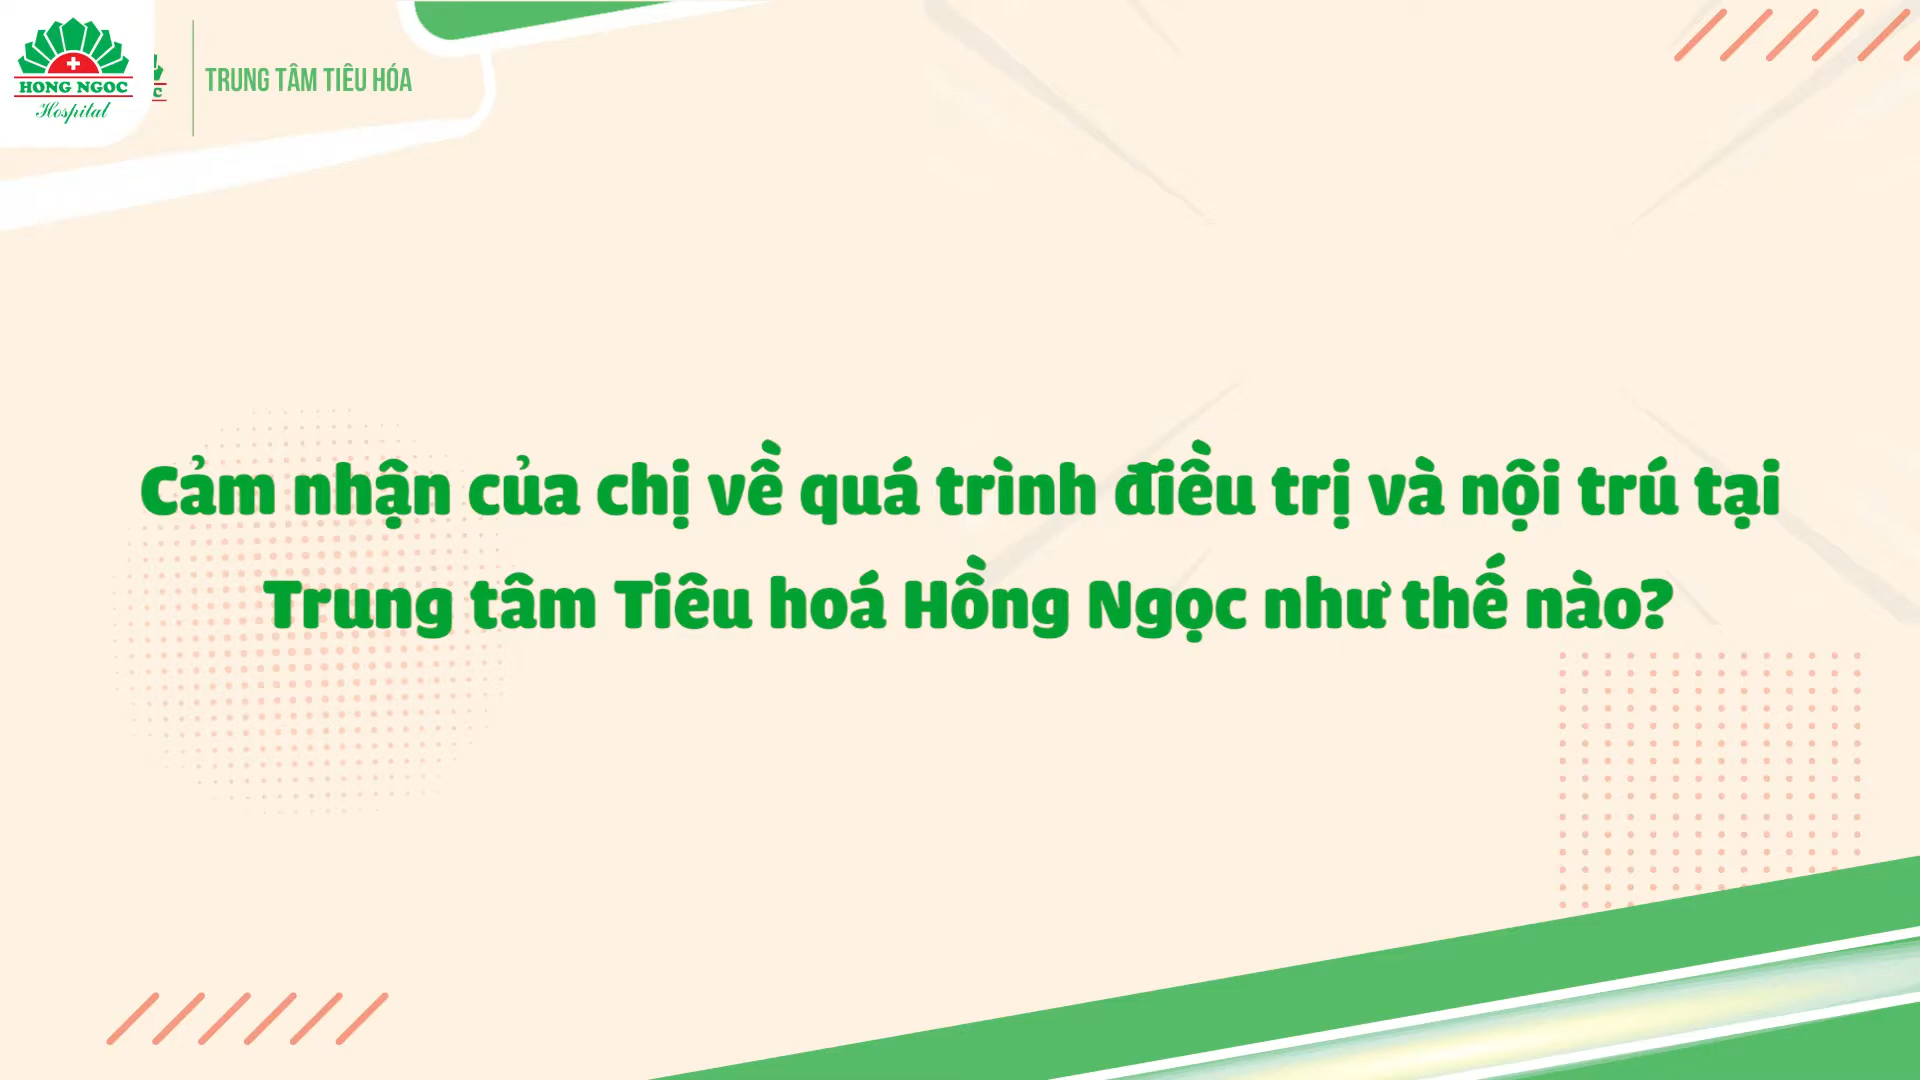 HONG NGOC
Hospital
C
TRUNG TÂM TIÊU HÓA
Cảm nhận của chị về quá trình điều trị và nội trú tại
Trung tâm Tiêu hoá Hồng Ngọc như thế nào?